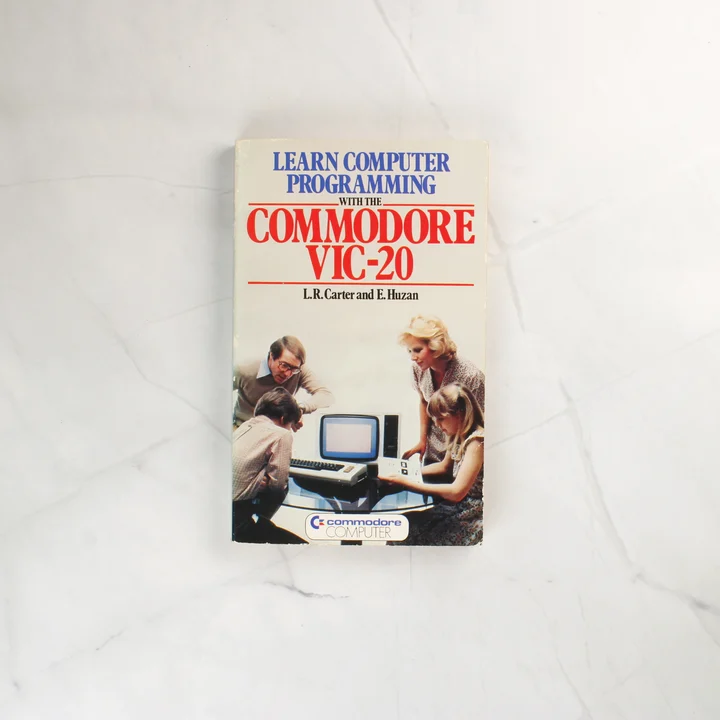 LEARN COMPUTER
PROGRAMMING
WITH THE
COMMODORE
VIC-20
L.R. Carter and E. Huzan
commodore
COMPUTER